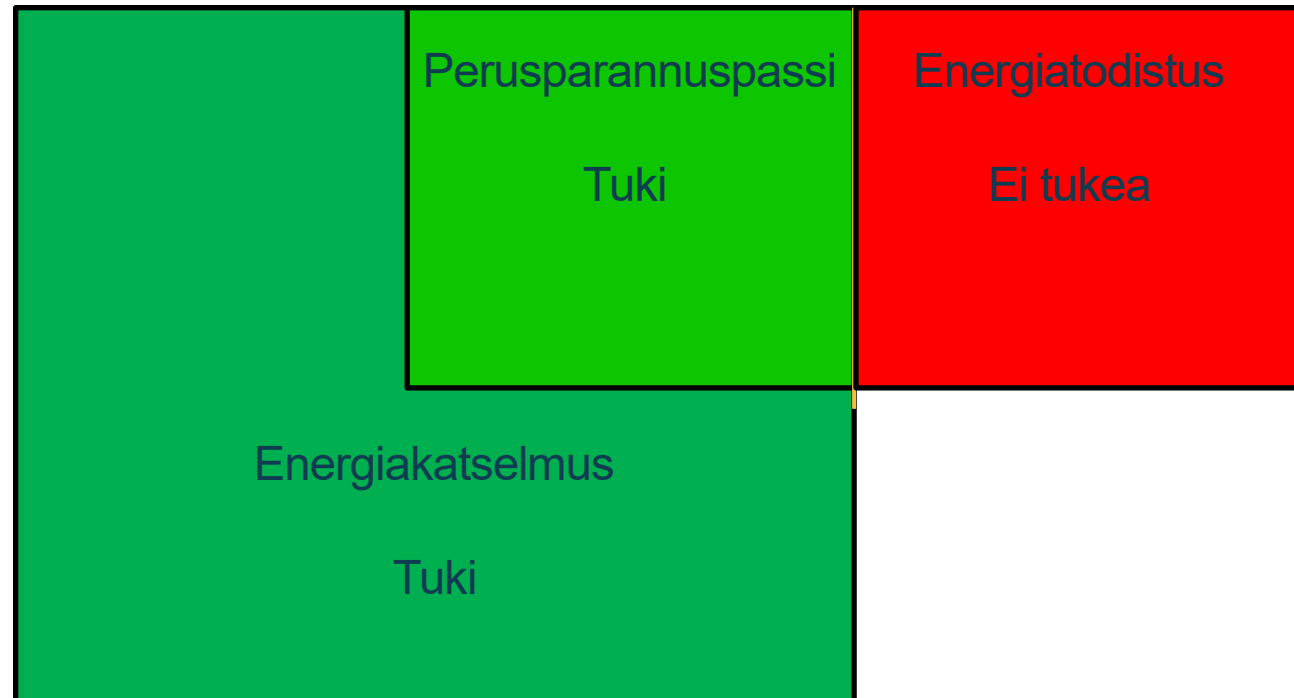 Perusparannuspassi
Tuki
Energiatodistus
Ei tukea
Energiakatselmus
Tuki